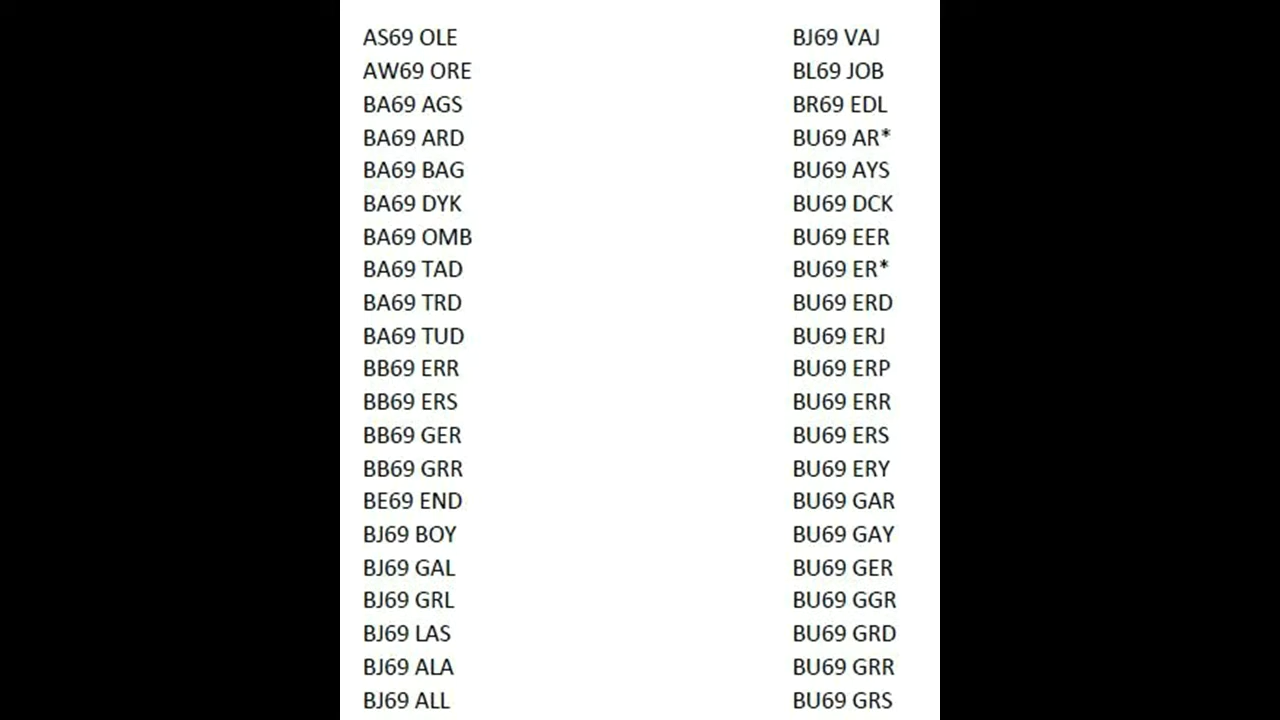 AS69 OLE
AW69 ORE
BA69 AGS
BA69 ARD
BA69 BAG
BA69 DYK
BA69 OMB
BA69 TAD
BA69 TRD
BA69 TUD
BB69 ERR
BB69 ERS
BB69 GER
BB69 GRR
BE69 END
BJ69 BOY
BJ69 GAL
BJ69 GRL
BJ69 LAS
BJ69 ALA
BJ69 ALL
BJ69 VAJ
BL69 JOB
BR69 EDL
BU69 AR*
BU69 AYS
BU69 DCK
BU69 EER
BU69 ER*
BU69 ERD
BU69 ERJ
BU69 ERP
BU69 ERR
BU69 ERS
BU69 ERY
BU69 GAR
BU69 GAY
BU69 GER
BU69 GGR
BU69 GRD
BU69 GRR
BU69 GRS